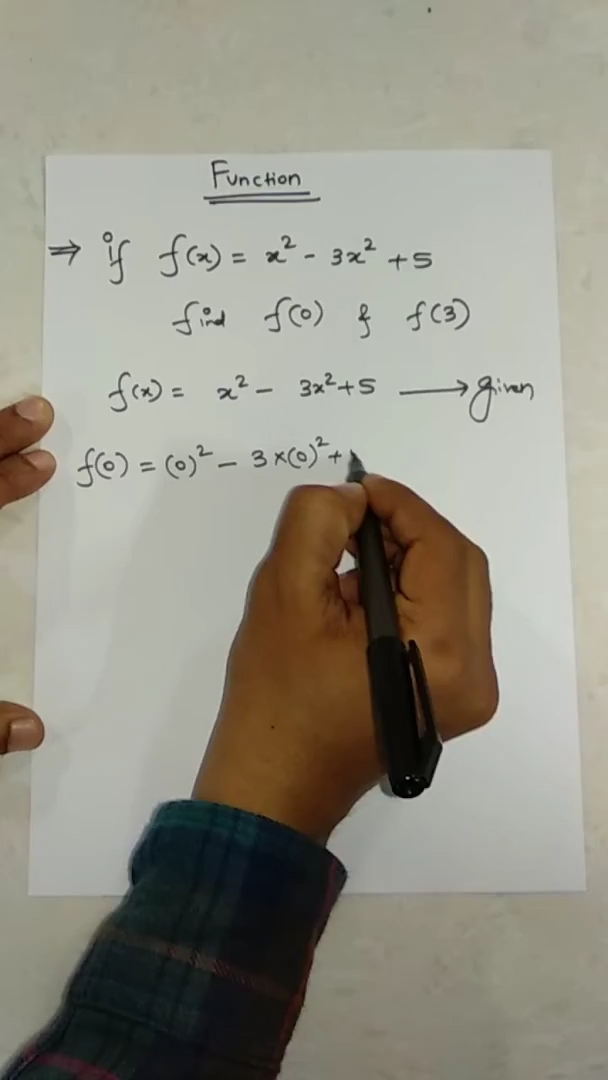 Function
⇒ if f(x) = x² - 3x² + 5
find f(0) & f(3)
f(x) = x² - 3x² + 5 ⟶ given
f(0) = (0)² - 3×(0)² +